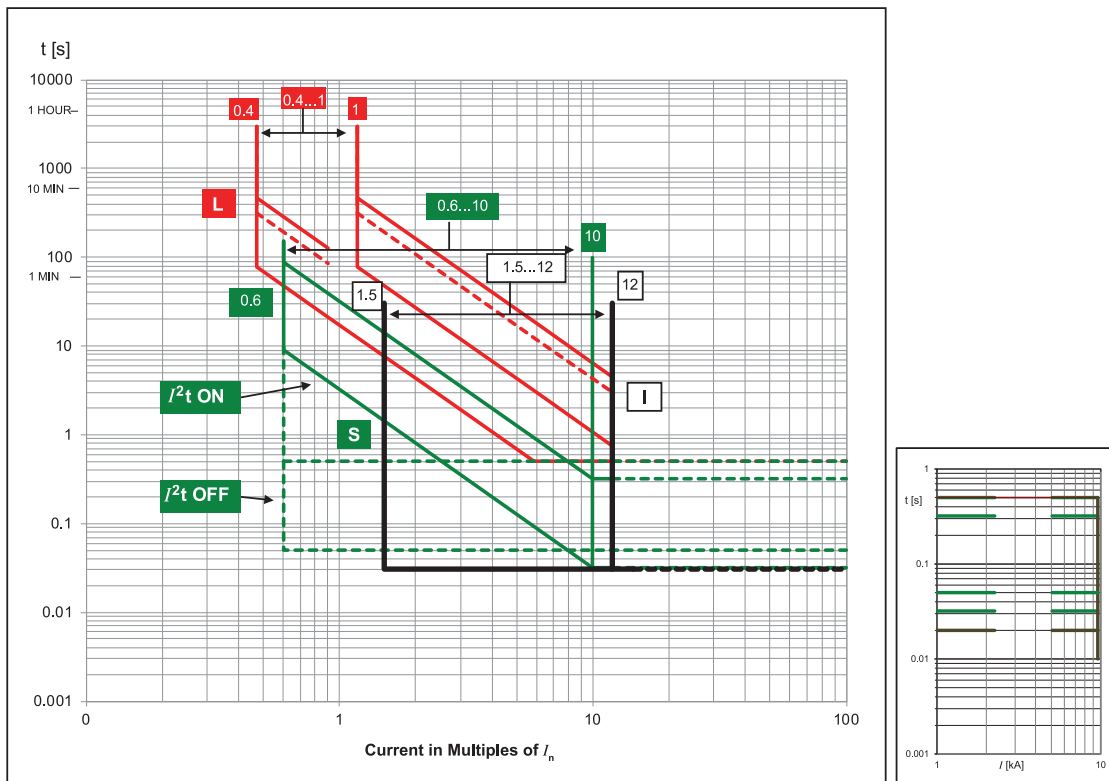 t [s]
10000
1 HOUR
1000
10 MIN
100
1 MIN
10
1
0.1
0.01
0.001
0.4
0.4...1
1
L
0.6...10
10
1.5...12
1.5
12
0.6
I²t ON
S
I
I²t OFF
0
1
10
100
Current in Multiples of Iₙ
1
t [s]
0.1
0.01
0.001
1
I [kA]
10